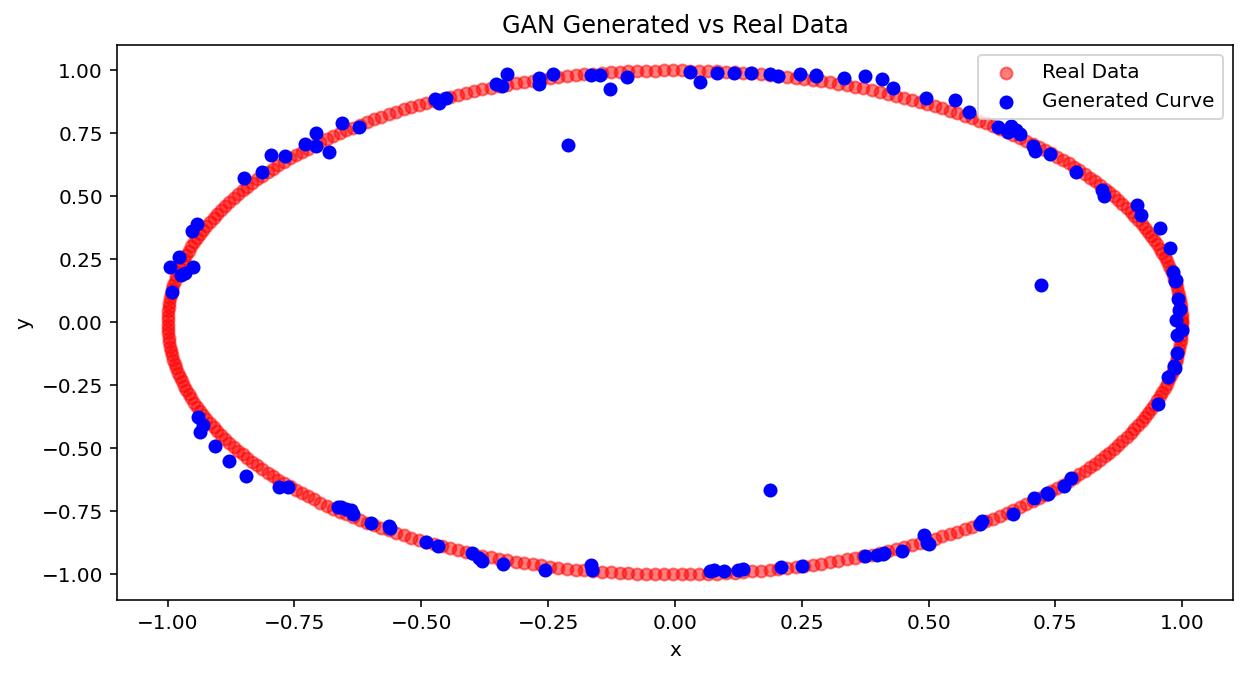 GAN Generated vs Real Data
Real Data
Generated Curve
1.00
0.75
0.50
0.25
0.00
−0.25
−0.50
−0.75
−1.00
y
−1.00 −0.75 −0.50 −0.25 0.00 0.25 0.50 0.75 1.00
x